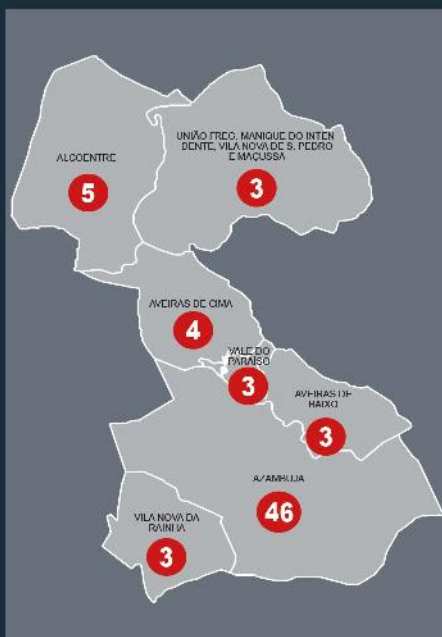 UNIÃO FREG. MANIQUE DO INTEN
DENTE, VILA NOVA DE S. PEDRO
E MAÇUSSA
3
ALCOENTRE
5
AVEIRAS DE CIMA
4
VALE DO
PARAÍSO
3
AVEIRAS DE
BAIXO
3
AZAMBUJA
46
VILA NOVA DA
RAINHA
3